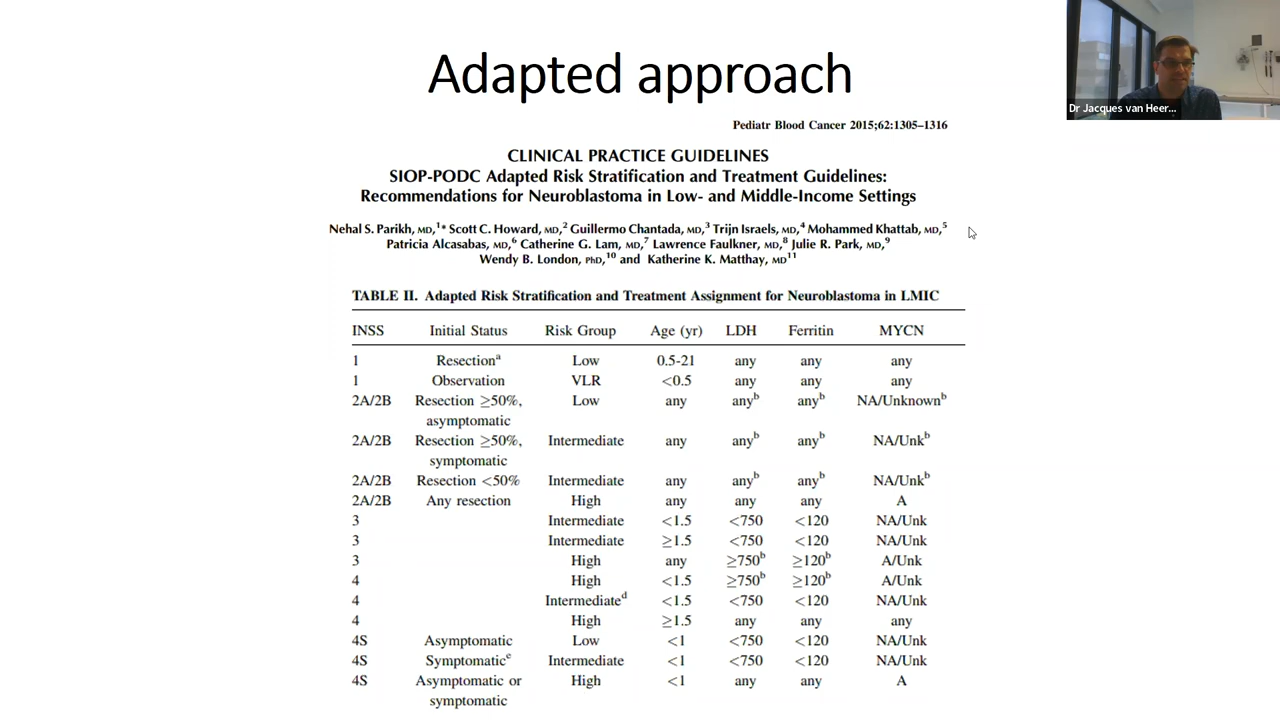 Adapted approach
Dr Jacques van Heer...
Pediatr Blood Cancer 2015;62:1305–1316
CLINICAL PRACTICE GUIDELINES
SIOP-PODC Adapted Risk Stratification and Treatment Guidelines:
Recommendations for Neuroblastoma in Low- and Middle-Income Settings
Nehal S. Parikh, MD,1* Scott C. Howard, MD,2 Guillermo Chantada, MD,3 Trijn Israels, MD,4 Mohammed Khattab, MD,5
Patricia Alcasabas, MD,6 Catherine G. Lam, MD,7 Lawrence Faulkner, MD,8 Julie R. Park, MD,9
Wendy B. London, PhD,10 and Katherine K. Matthay, MD11
TABLE II. Adapted Risk Stratification and Treatment Assignment for Neuroblastoma in LMIC
INSS Initial Status Risk Group Age (yr) LDH Ferritin MYCN
1 Resectiona Low 0.5-21 any any any
1 Observation VLR <0.5 any any any
2A/2B Resection ≥50%, Low any anyb anyb NA/Unknownb
asymptomatic
2A/2B Resection ≥50%, Intermediate any anyb anyb NA/Unkb
symptomatic
2A/2B Resection <50% Intermediate any anyb anyb NA/Unkb
2A/2B Any resection High any any any A
3 Intermediate <1.5 <750 <120 NA/Unk
3 Intermediate ≥1.5 <750 <120 NA/Unk
3 High any ≥750b ≥120b A/Unk
4 High <1.5 ≥750b ≥120b A/Unk
4 Intermediated <1.5 <750 <120 NA/Unk
4 High ≥1.5 any any any
4S Asymptomatic Low <1 <750 <120 NA/Unk
4S Symptomatice Intermediate <1 <750 <120 NA/Unk
4S Asymptomatic or High <1 any any A
symptomatic